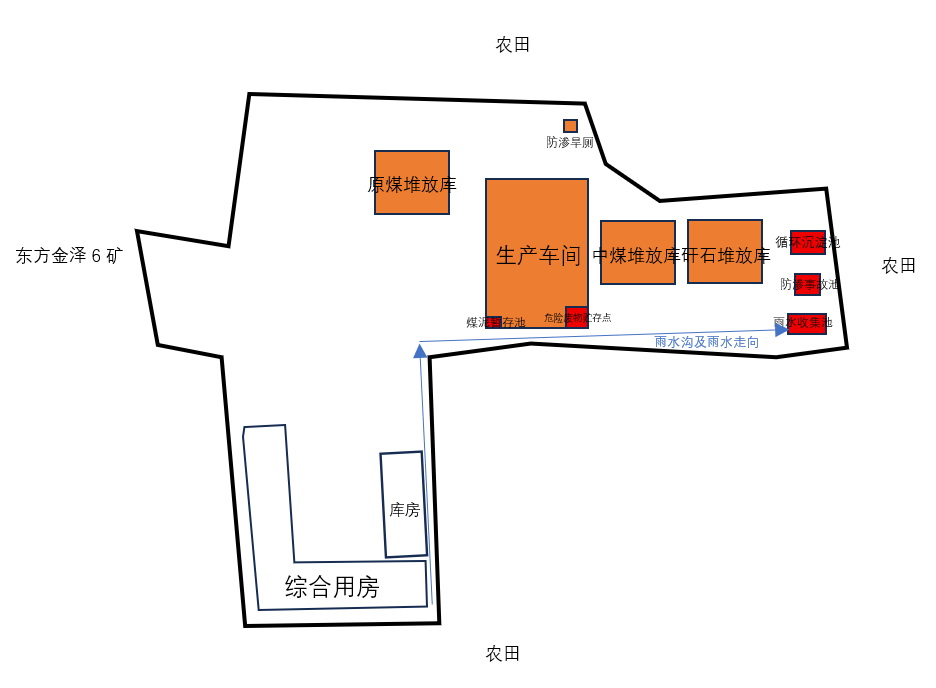 农田
防渗旱厕
原煤堆放库
循环沉淀池
东方金泽6矿
生产车间
中煤堆放库
矸石堆放库
农田
防渗事故池
煤泥暂存池
危险废物贮存点
雨水收集池
雨水沟及雨水走向
库房
综合用房
农田